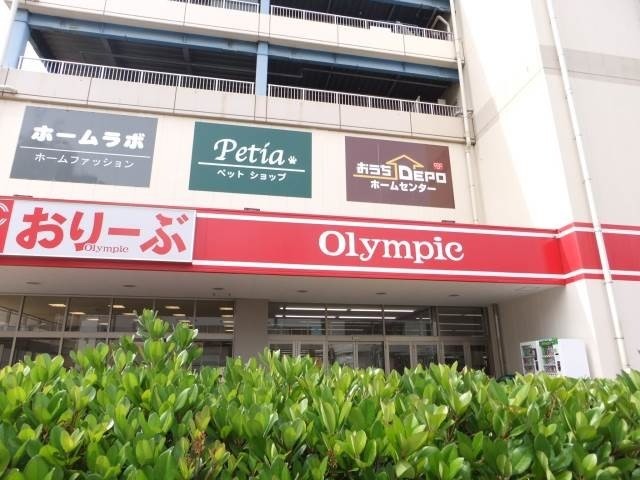 ホームラボ
ホームファッション
Petia
ペット ショップ
おうちDEPO
ホームセンター
おりーぶ
Olympic
Olympic